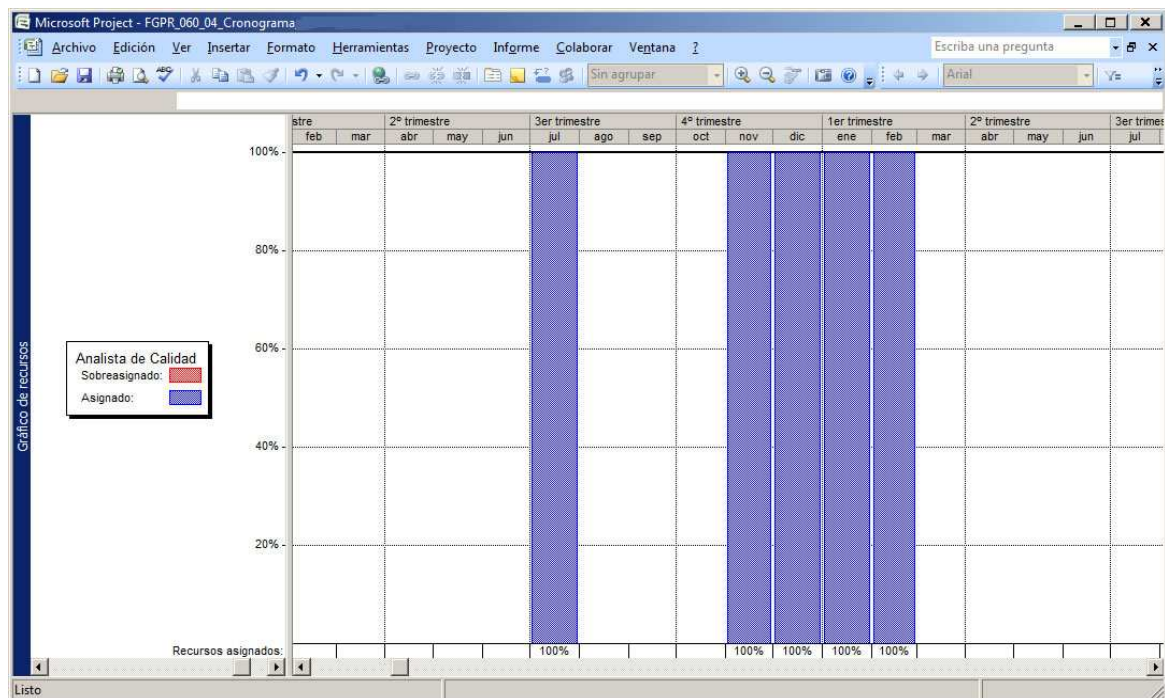 Microsoft Project - FGPR_060_04_Cronograma
Archivo Edición Ver Insertar Formato Herramientas Proyecto Informe Colaborar Ventana ?
Escriba una pregunta
Sin agrupar
Arial
stre 2º trimestre 3er trimestre 4º trimestre 1er trimestre 2º trimestre 3er trimes
feb mar abr may jun jul ago sep oct nov dic ene feb mar abr may jun jul
100% -
80% -
60% -
40% -
20% -
Gráfico de recursos
Analista de Calidad
Sobreasignado:
Asignado:
Recursos asignados: 100% 100% 100% 100% 100%
Listo